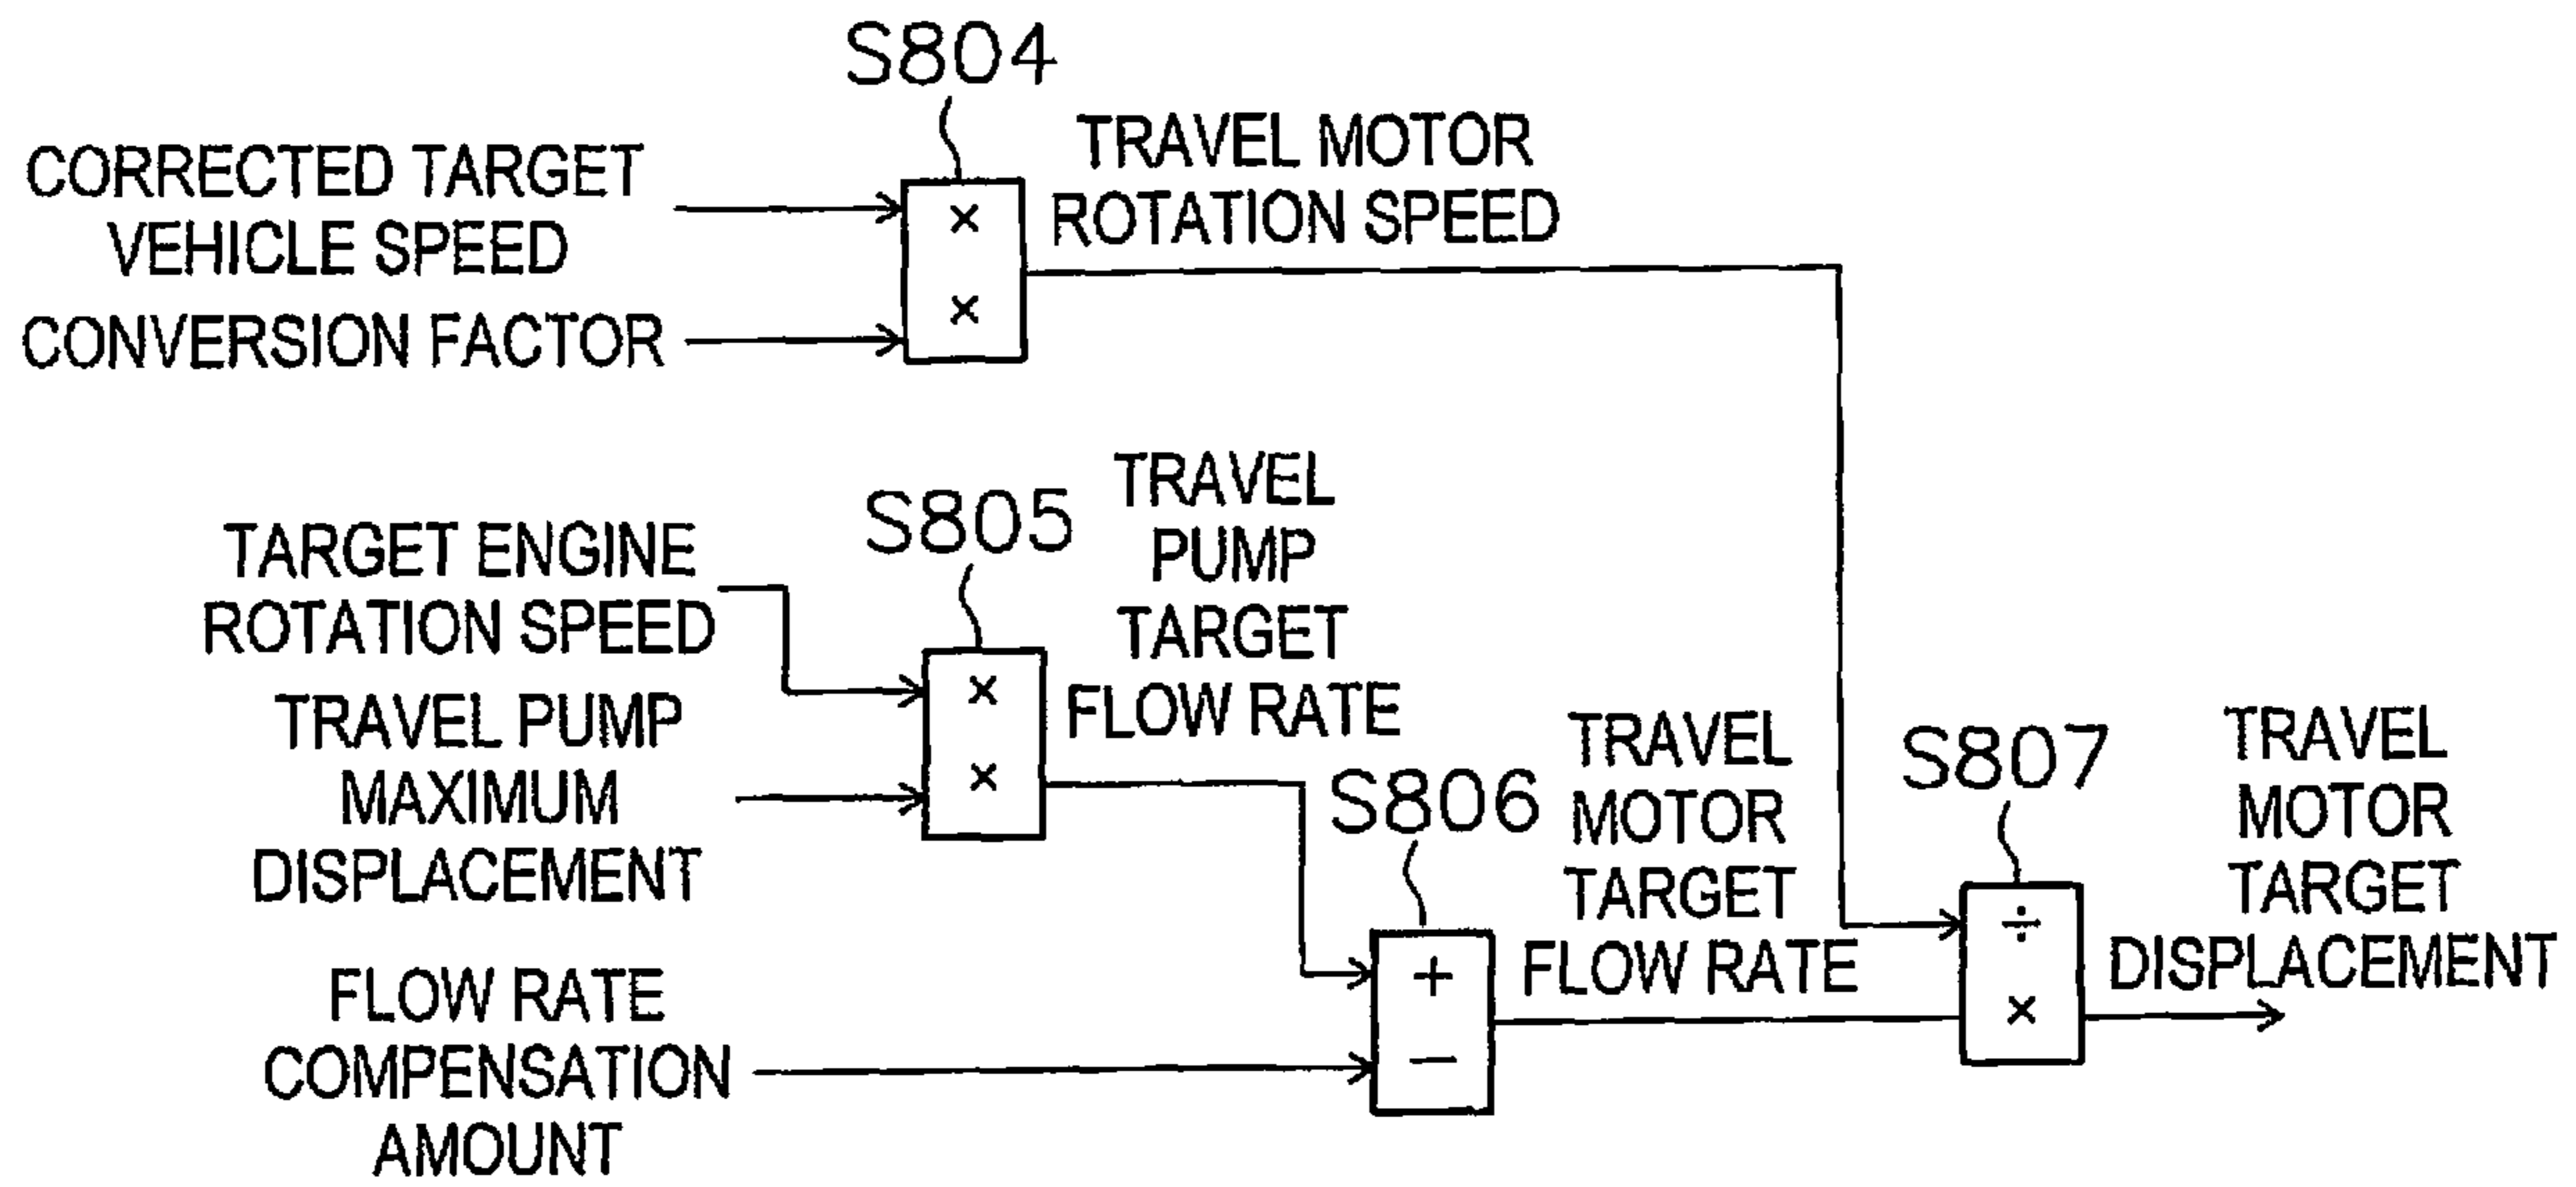 S804
CORRECTED TARGET
VEHICLE SPEED
CONVERSION FACTOR
×
×
TRAVEL MOTOR
ROTATION SPEED
S805
TARGET ENGINE
ROTATION SPEED
TRAVEL PUMP
MAXIMUM
DISPLACEMENT
×
×
TRAVEL
PUMP
TARGET
FLOW RATE
S806
FLOW RATE
COMPENSATION
AMOUNT
+
−
TRAVEL
MOTOR
TARGET
FLOW RATE
S807
÷
×
TRAVEL
MOTOR
TARGET
DISPLACEMENT